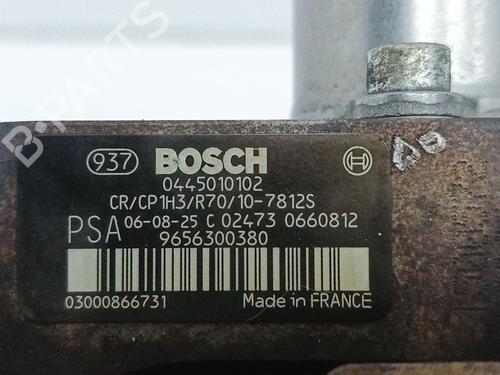 B-PARTS
937 BOSCH
0445010102
CR/CP1H3/R70/10-7812S
PSA 06-08-25 C 02473 0660812
9656300380
03000866731 Made in FRANCE
B-PARTS